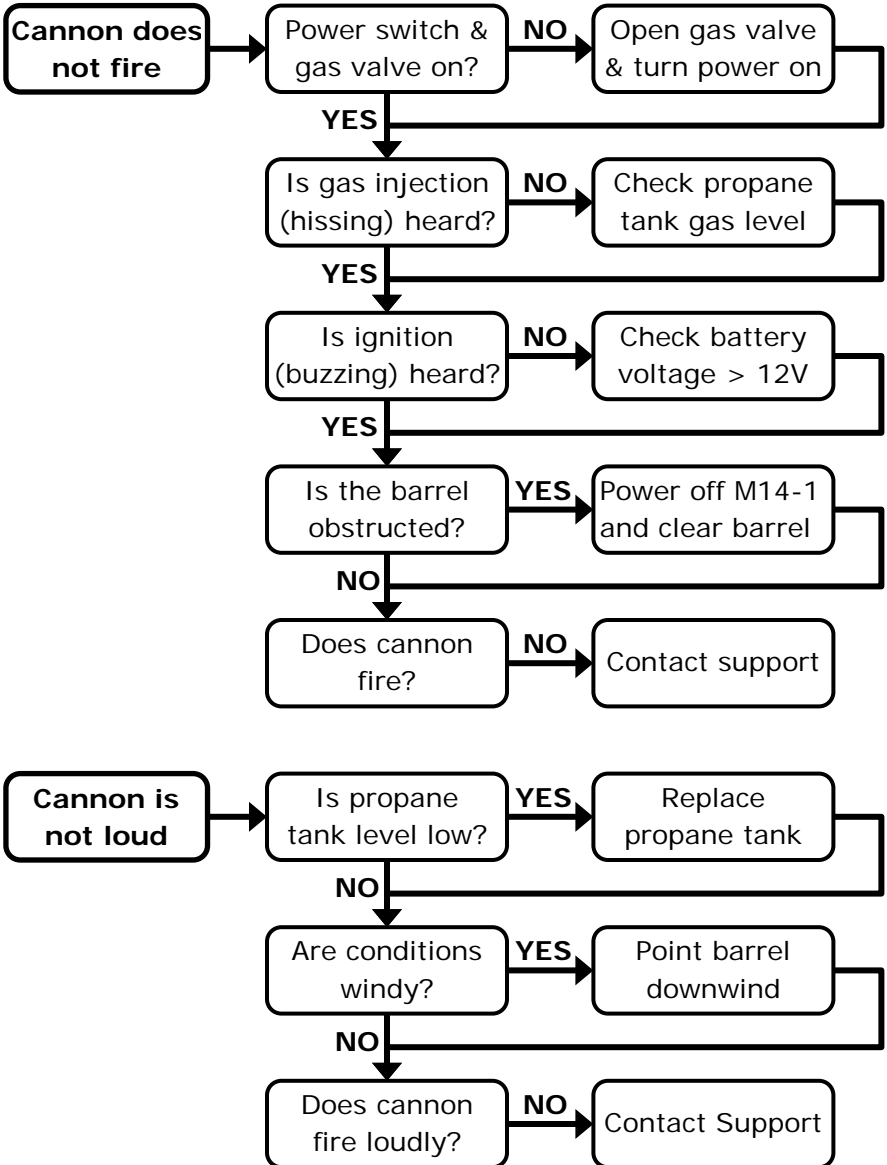 Cannon does
not fire
Power switch &
gas valve on?
NO
Open gas valve
& turn power on
YES
Is gas injection
(hissing) heard?
NO
Check propane
tank gas level
YES
Is ignition
(buzzing) heard?
NO
Check battery
voltage > 12V
YES
Is the barrel
obstructed?
YES
Power off M14-1
and clear barrel
NO
Does cannon
fire?
NO
Contact support
Cannon is
not loud
Is propane
tank level low?
YES
Replace
propane tank
NO
Are conditions
windy?
YES
Point barrel
downwind
NO
Does cannon
fire loudly?
NO
Contact Support